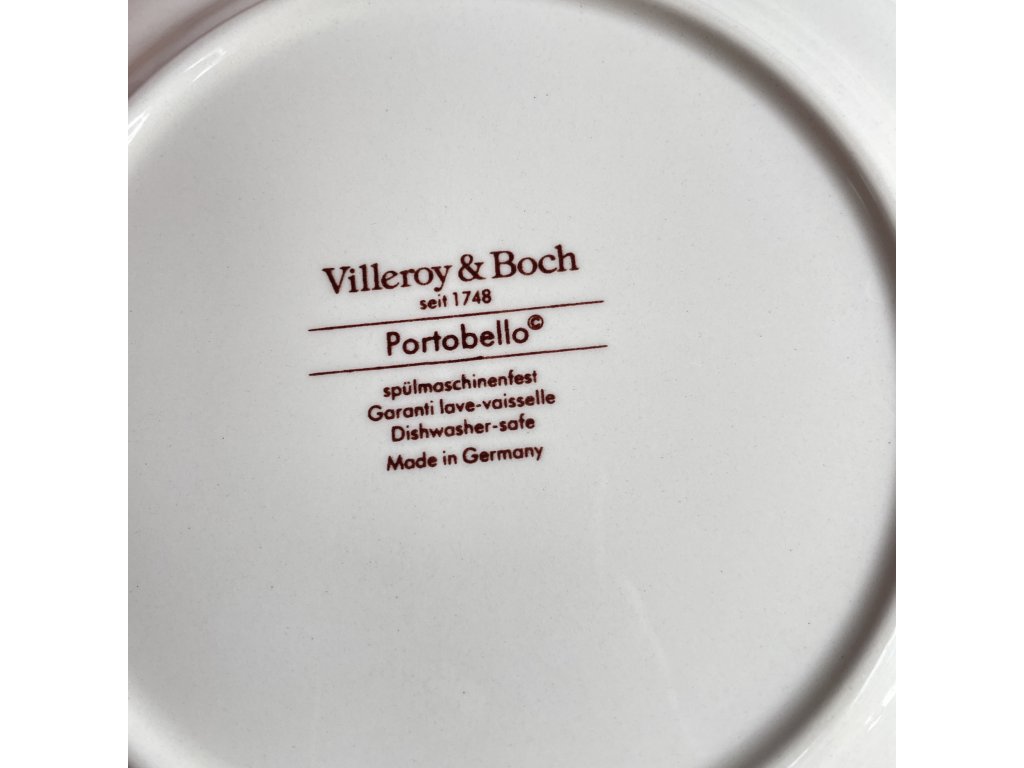 Villeroy & Boch
seit 1748
Portobello©
spülmaschinenfest
Garanti lave-vaisselle
Dishwasher-safe
Made in Germany